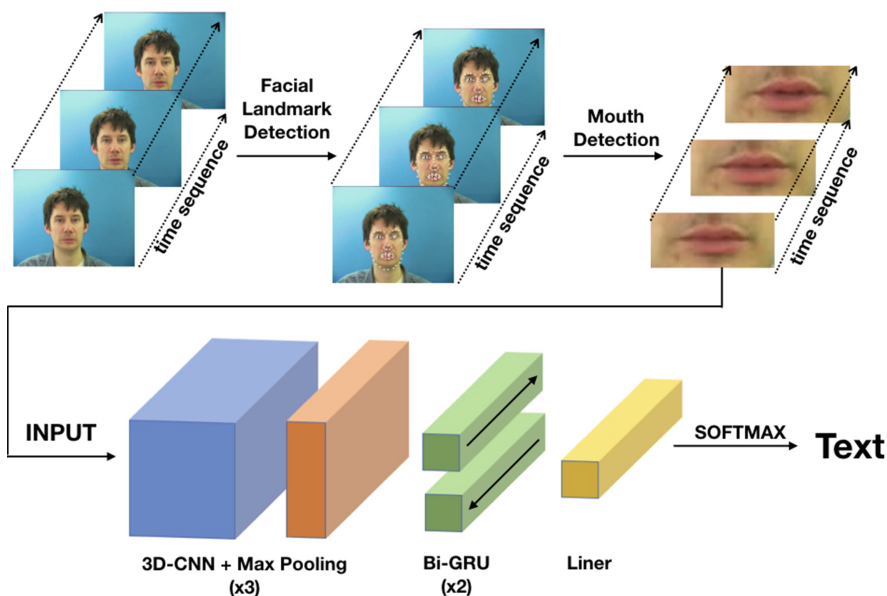 Facial
Landmark
Detection
Mouth
Detection
time sequence
time sequence
time sequence
INPUT
SOFTMAX
Text
3D-CNN + Max Pooling
(x3)
Bi-GRU
(x2)
Liner